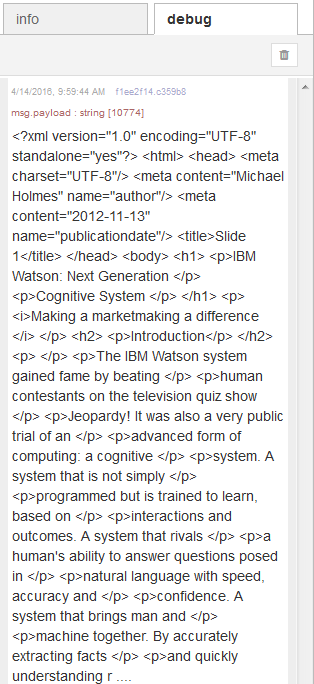 info
debug
4/14/2016, 9:59:44 AM f1ee2f14.c359b8
msg.payload : string [10774]
<?xml version="1.0" encoding="UTF-8"
standalone="yes"?> <html> <head> <meta
charset="UTF-8"/> <meta content="Michael
Holmes" name="author"/> <meta
content="2012-11-13"
name="publicationdate"/> <title>Slide
1</title> </head> <body> <h1> <p>IBM
Watson: Next Generation </p>
<p>Cognitive System </p> </h1> <p>
<i>Making a marketmaking a difference
</i> </p> <h2> <p>Introduction</p> </h2>
<p> </p> <p>The IBM Watson system
gained fame by beating </p> <p>human
contestants on the television quiz show
</p> <p>Jeopardy! It was also a very public
trial of an </p> <p>advanced form of
computing: a cognitive </p> <p>system. A
system that is not simply </p>
<p>programmed but is trained to learn,
based on </p> <p>interactions and
outcomes. A system that rivals </p> <p>a
human's ability to answer questions posed
in </p> <p>natural language with speed,
accuracy and </p> <p>confidence. A
system that brings man and </p>
<p>machine together. By accurately
extracting facts </p> <p>and quickly
understanding r ....